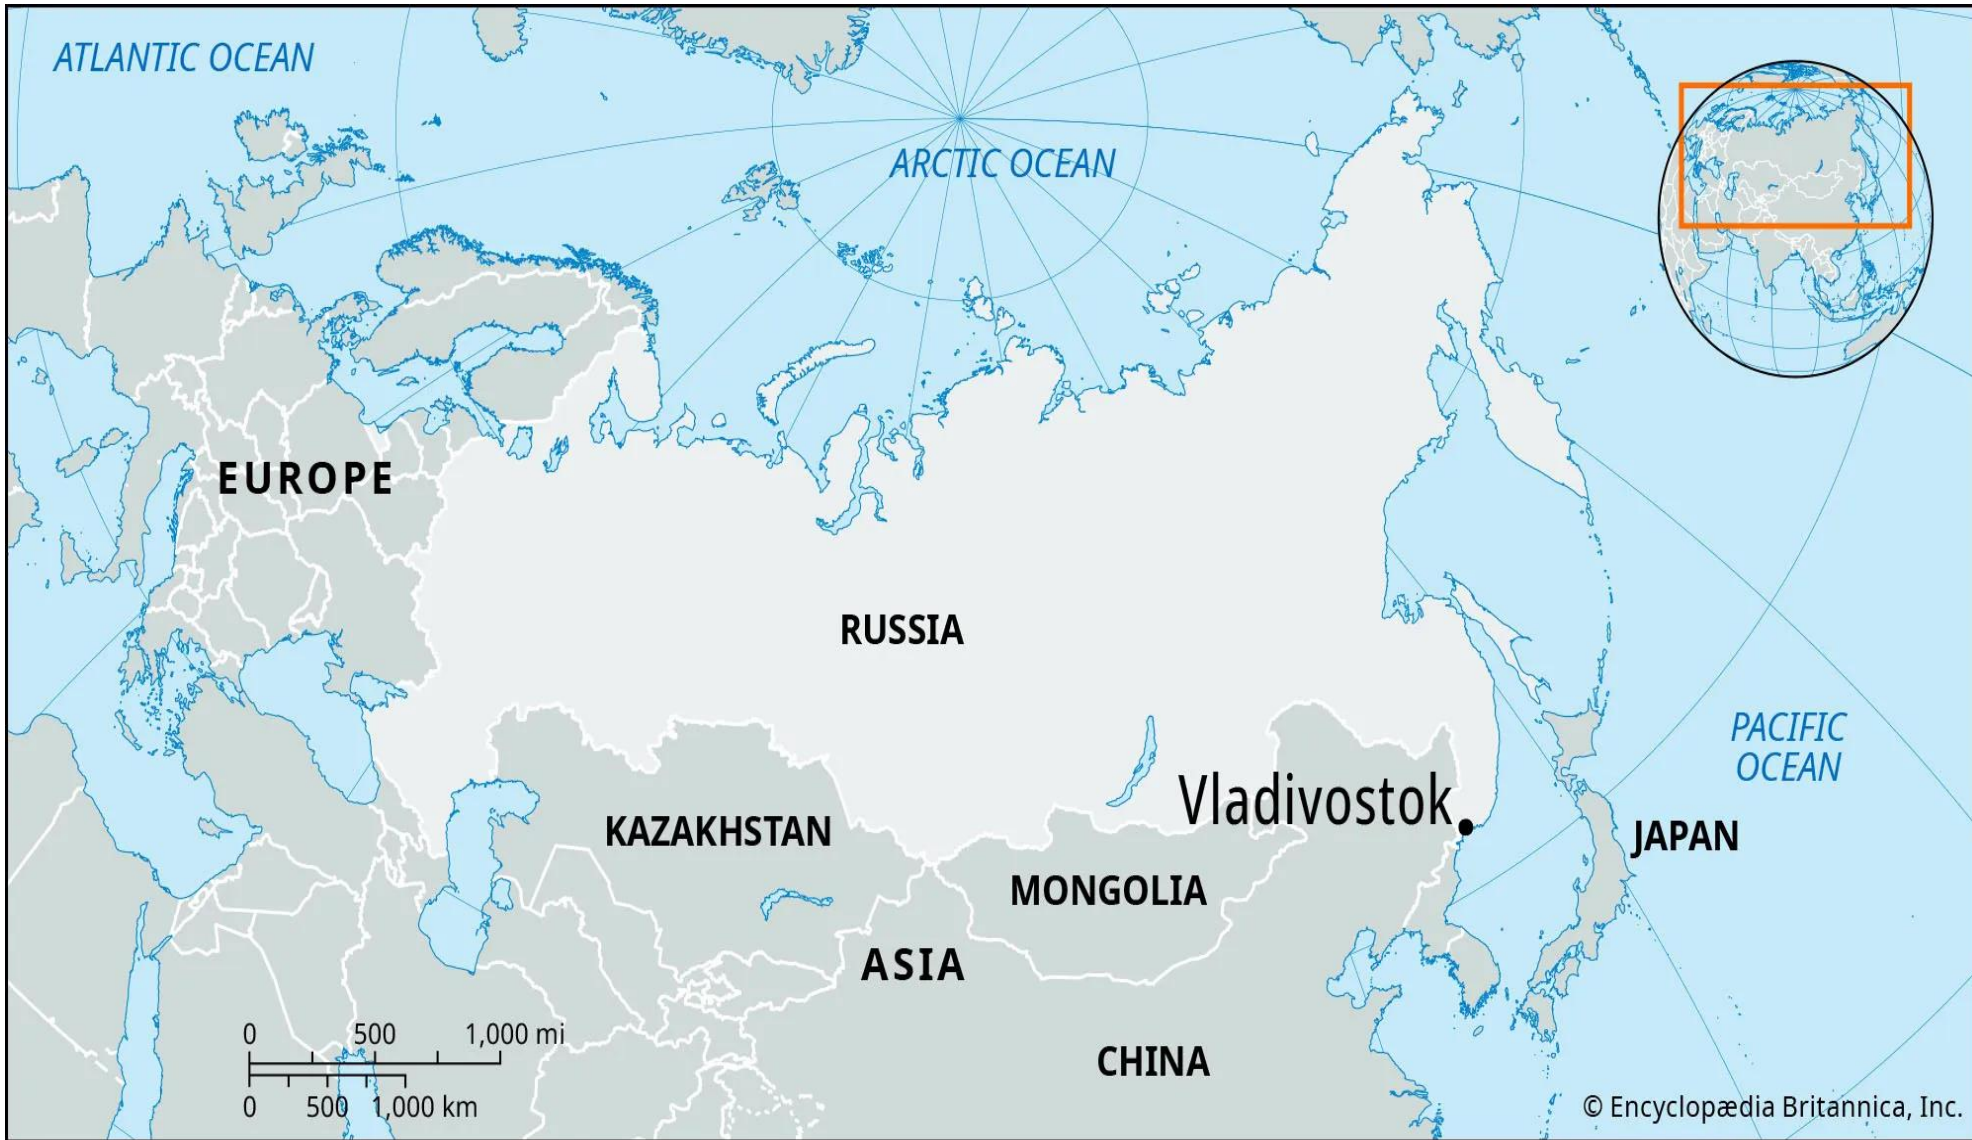 ATLANTIC OCEAN
ARCTIC OCEAN
EUROPE
RUSSIA
PACIFIC
OCEAN
Vladivostok
KAZAKHSTAN
JAPAN
MONGOLIA
ASIA
0 500 1,000 mi
CHINA
0 500 1,000 km
© Encyclopædia Britannica, Inc.